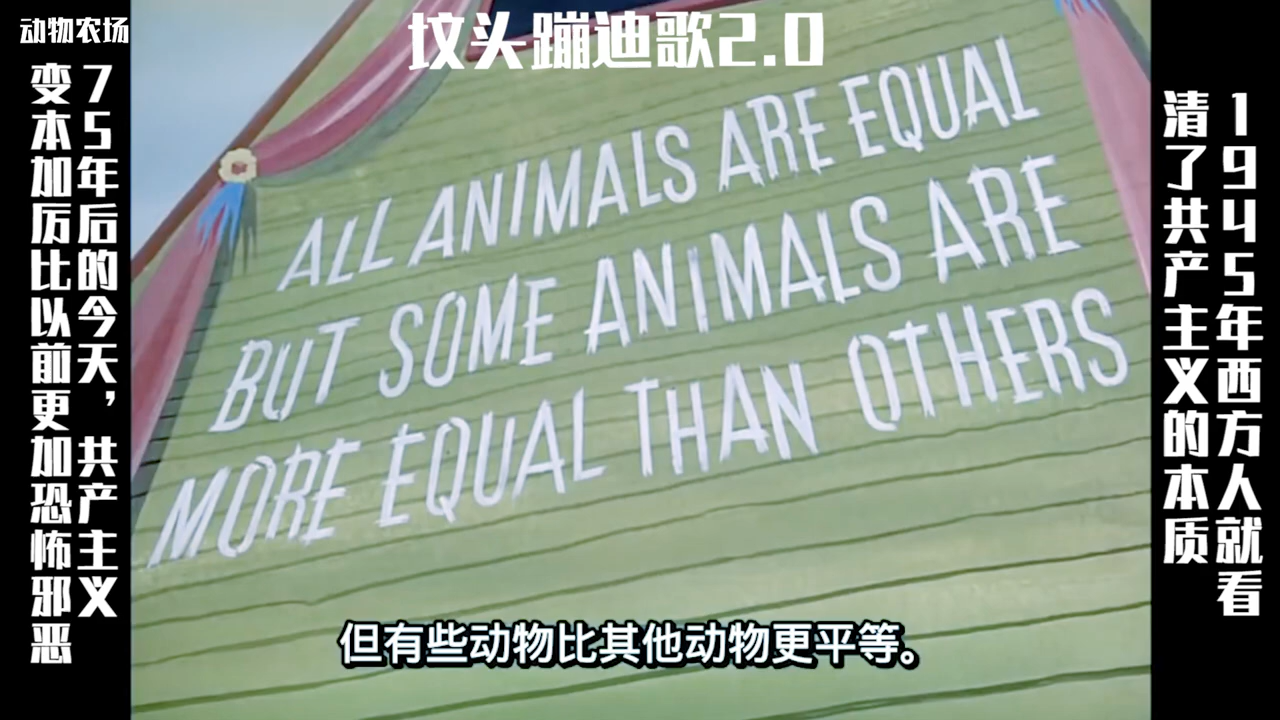 动物农场
坟头蹦迪歌2.0
75年后的今天，共产主义
变本加厉比以前更加恐怖邪恶
ALL ANIMALS ARE EQUAL
BUT SOME ANIMALS ARE
MORE EQUAL THAN OTHERS
1945年西方人就看
清了共产主义的本质
但有些动物比其他动物更平等。